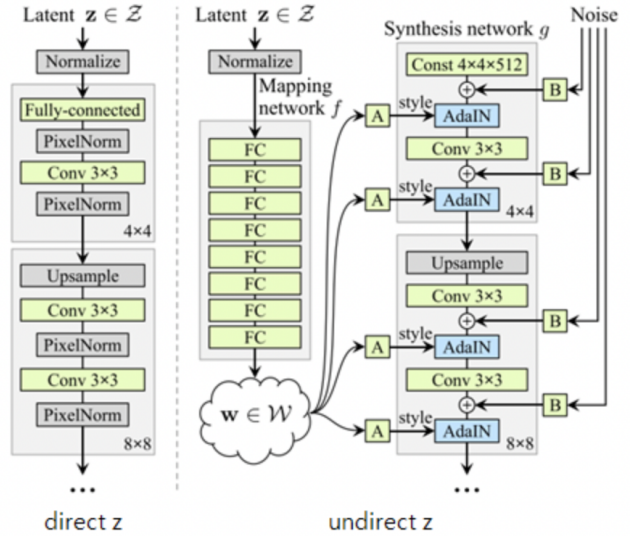 Latent z ∈ Z
Normalize
Fully-connected
PixelNorm
Conv 3×3
PixelNorm
4×4
Upsample
Conv 3×3
PixelNorm
Conv 3×3
PixelNorm
8×8
...
direct z
Latent z ∈ Z
Normalize
Mapping
network f
FC
FC
FC
FC
FC
FC
FC
FC
w ∈ W
A
style
A
style
A
style
A
style
Synthesis network g
Noise
Const 4×4×512
B
AdaIN
Conv 3×3
B
AdaIN
4×4
Upsample
Conv 3×3
B
AdaIN
Conv 3×3
B
AdaIN
8×8
...
undirect z